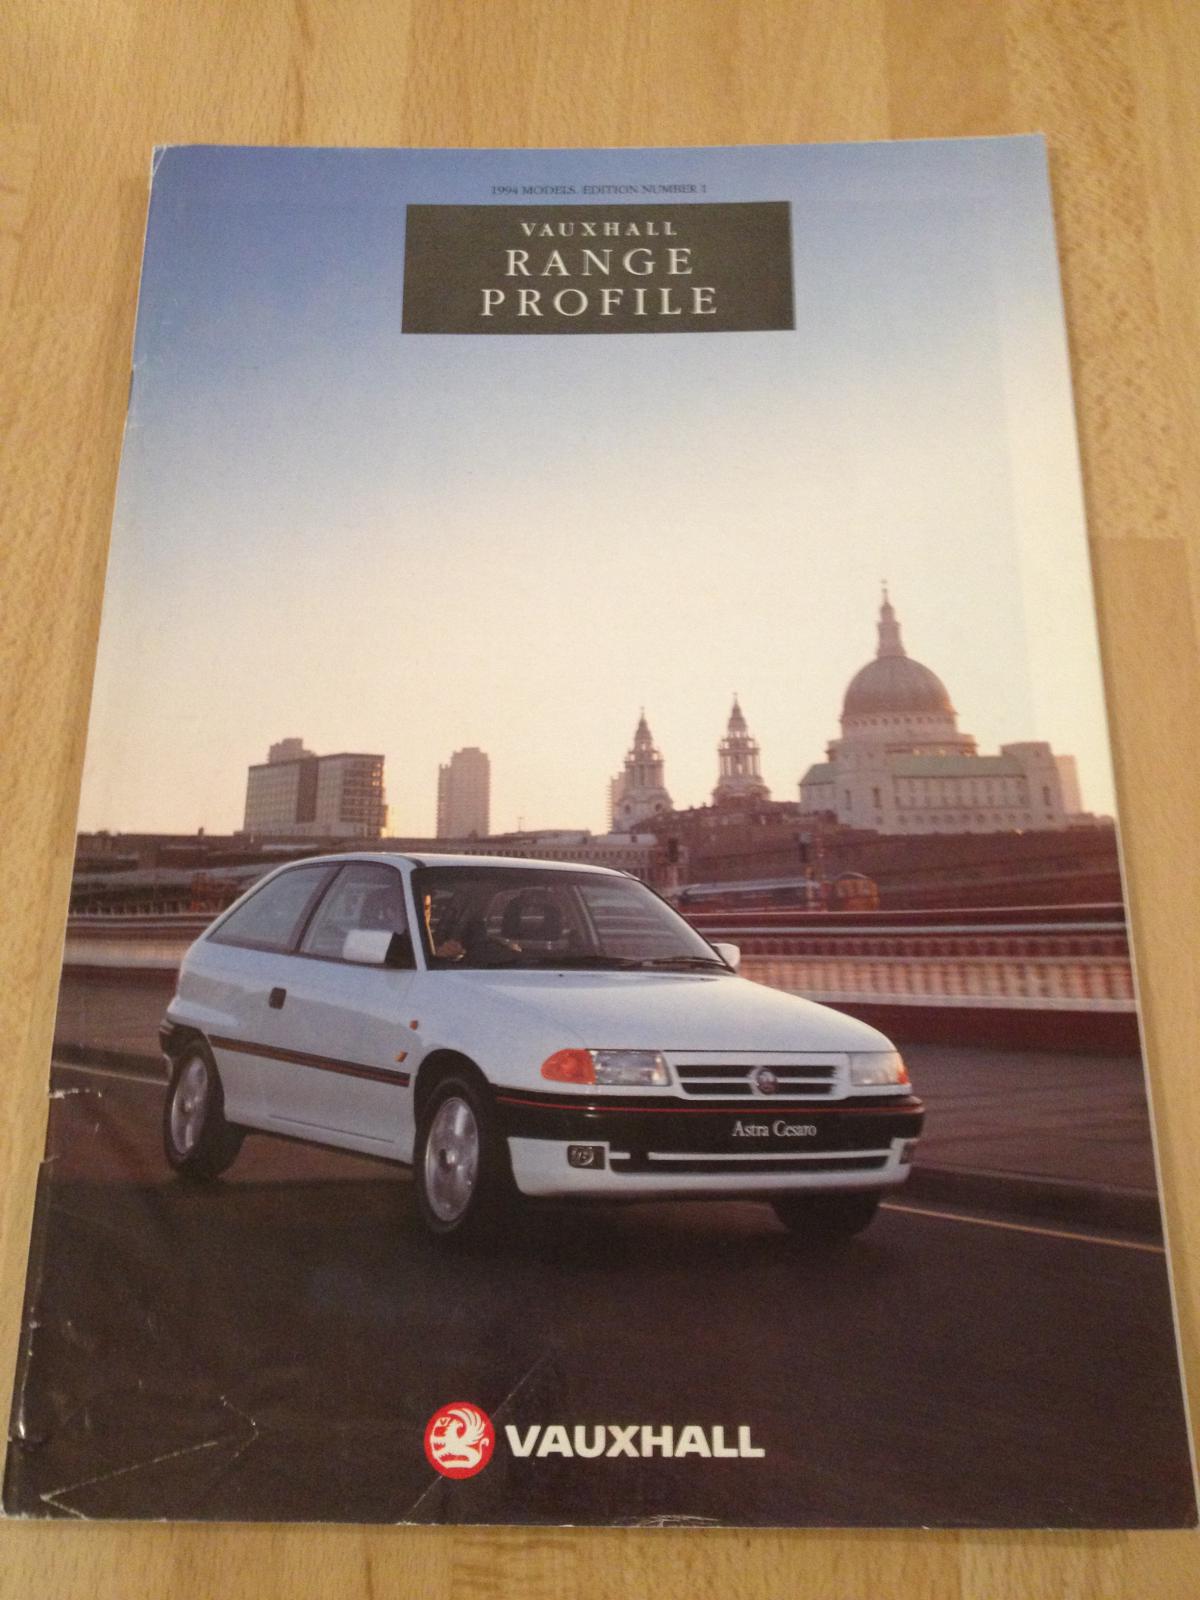 1994 MODELS. EDITION NUMBER 1
VAUXHALL
RANGE
PROFILE
Astra Cesaro
VAUXHALL